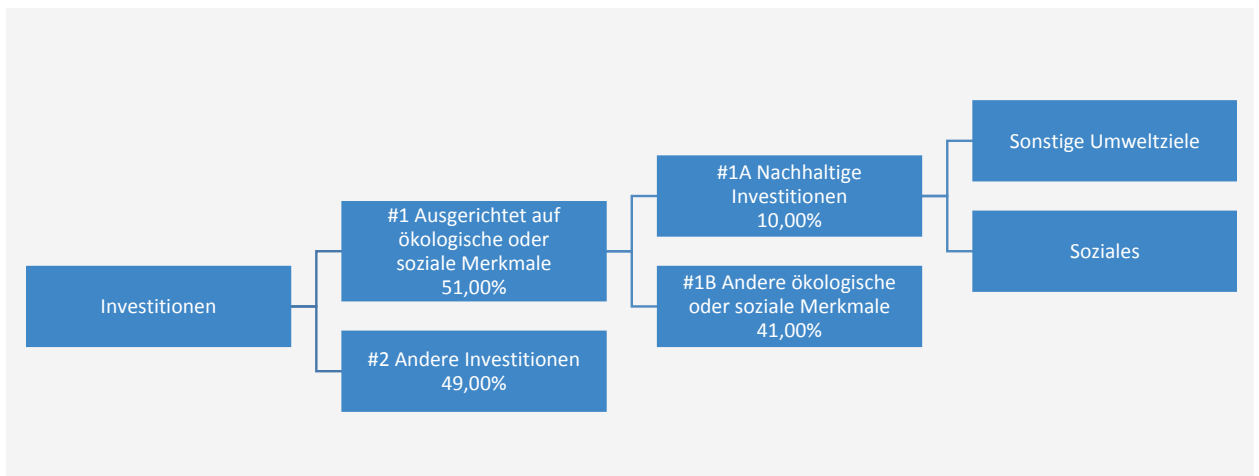 Investitionen
#1 Ausgerichtet auf
ökologische oder
soziale Merkmale
51,00%
#2 Andere Investitionen
49,00%
#1A Nachhaltige
Investitionen
10,00%
#1B Andere ökologische
oder soziale Merkmale
41,00%
Sonstige Umweltziele
Soziales